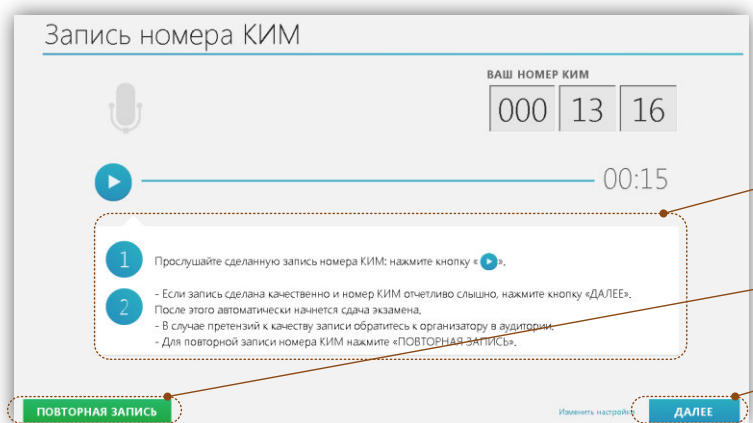 Запись номера КИМ
ВАШ НОМЕР КИМ
000 13 16
00:15
1 Прослушайте сделанную запись номера КИМ: нажмите кнопку « ».
2 - Если запись сделана качественно и номер КИМ отчетливо слышно, нажмите кнопку «ДАЛЕЕ».
После этого автоматически начнется сдача экзамена.
- В случае претензий к качеству записи обратитесь к организатору в аудитории.
- Для повторной записи номера КИМ нажмите «ПОВТОРНАЯ ЗАПИСЬ».
ПОВТОРНАЯ ЗАПИСЬ Изменить настройки ДАЛЕЕ